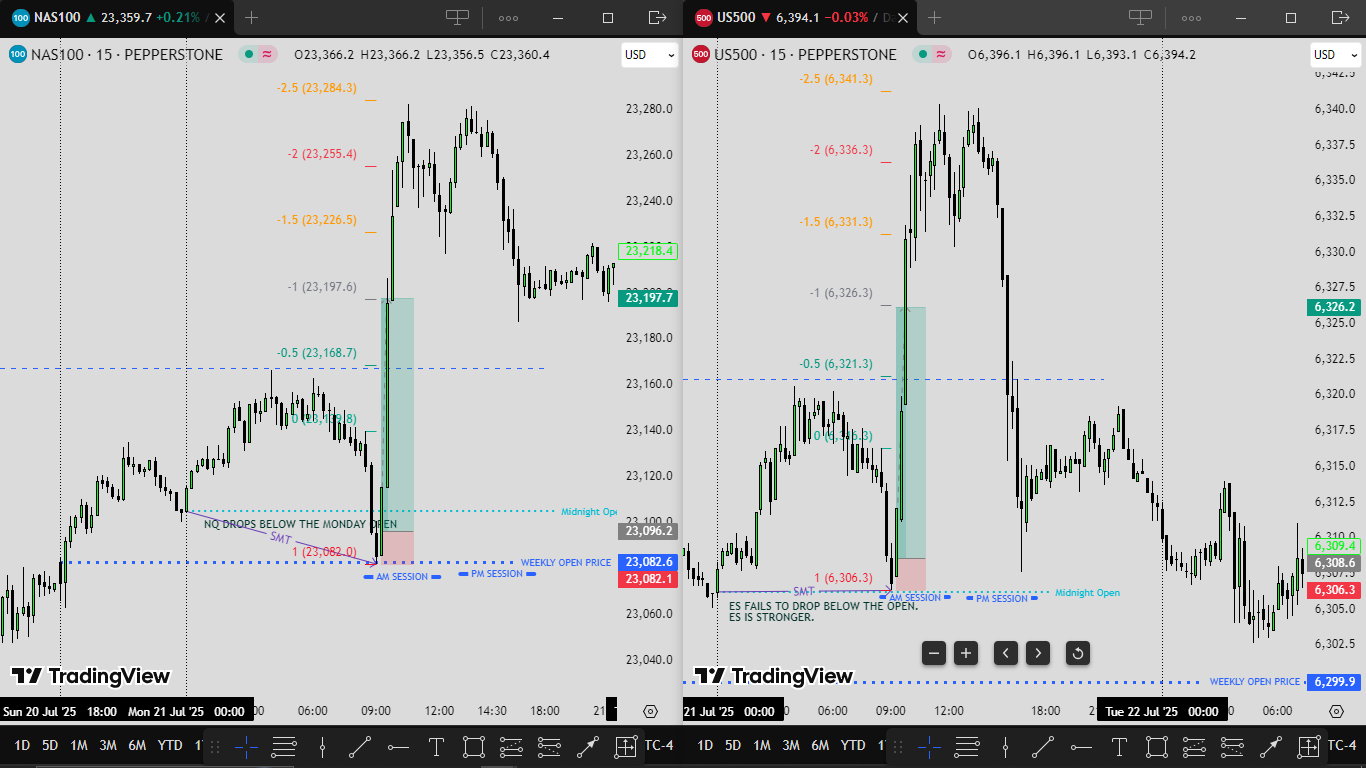 NAS100 ▲ 23,359.7 +0.21% /
NAS100 · 15 · PEPPERSTONE
O23,366.2 H23,366.2 L23,356.5 C23,360.4
USD
-2.5 (23,284.3)
-2 (23,255.4)
-1.5 (23,226.5)
-1 (23,197.6)
-0.5 (23,168.7)
0 (23,139.8)
1 (23,082.0)
Midnight Ope
NQ DROPS BELOW THE MONDAY OPEN
SMT
WEEKLY OPEN PRICE
AM SESSION
PM SESSION
23,280.0
23,260.0
23,240.0
23,218.4
23,197.7
23,180.0
23,160.0
23,140.0
23,120.0
23,100.0
23,096.2
23,082.6
23,082.1
23,060.0
23,040.0
TradingView
Sun 20 Jul '25 18:00
Mon 21 Jul '25 00:00
06:00
09:00
12:00
14:30
18:00
1D 5D 1M 3M 6M YTD
T
TC-4
500 US500 ▼ 6,394.1 −0.03% /
500 US500 · 15 · PEPPERSTONE
O6,396.1 H6,396.1 L6,393.1 C6,394.2
USD
-2.5 (6,341.3)
-2 (6,336.3)
-1.5 (6,331.3)
-1 (6,326.3)
-0.5 (6,321.3)
0 (6,316.3)
1 (6,306.3)
SMT
Midnight Open
AM SESSION
PM SESSION
ES FAILS TO DROP BELOW THE OPEN.
ES IS STRONGER.
WEEKLY OPEN PRICE
6,342.5
6,340.0
6,337.5
6,335.0
6,332.5
6,330.0
6,327.5
6,326.2
6,325.0
6,322.5
6,320.0
6,317.5
6,315.0
6,312.5
6,309.4
6,308.6
6,306.3
6,305.0
6,302.5
6,299.9
TradingView
21 Jul '25 00:00
06:00
09:00
12:00
18:00
Tue 22 Jul '25 00:00
06:00
1D 5D 1M 3M 6M YTD
T
TC-4